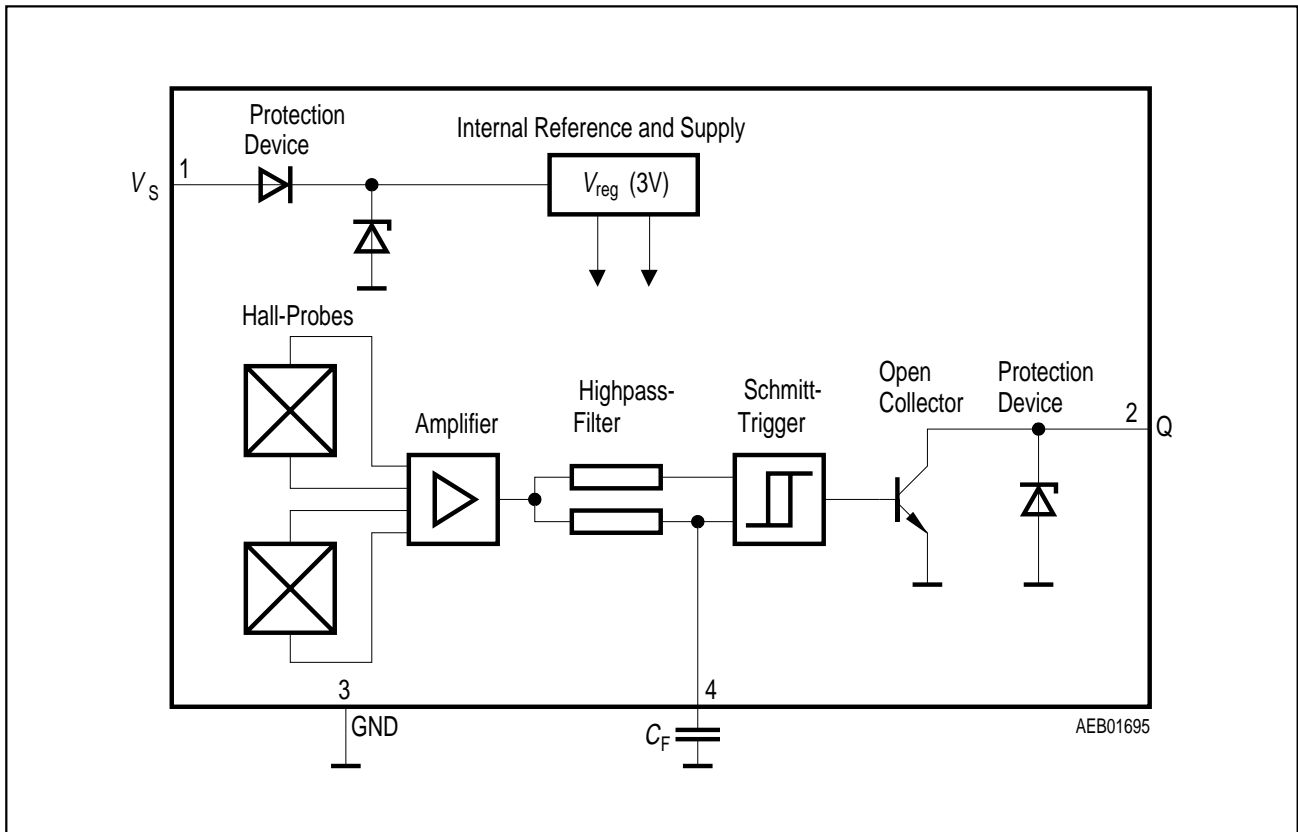 Protection
Device
Internal Reference and Supply
1
VS
Vreg (3V)
Hall-Probes
Amplifier
Highpass-
Filter
Schmitt-
Trigger
Open
Collector
Protection
Device
2
Q
3
GND
4
CF
AEB01695